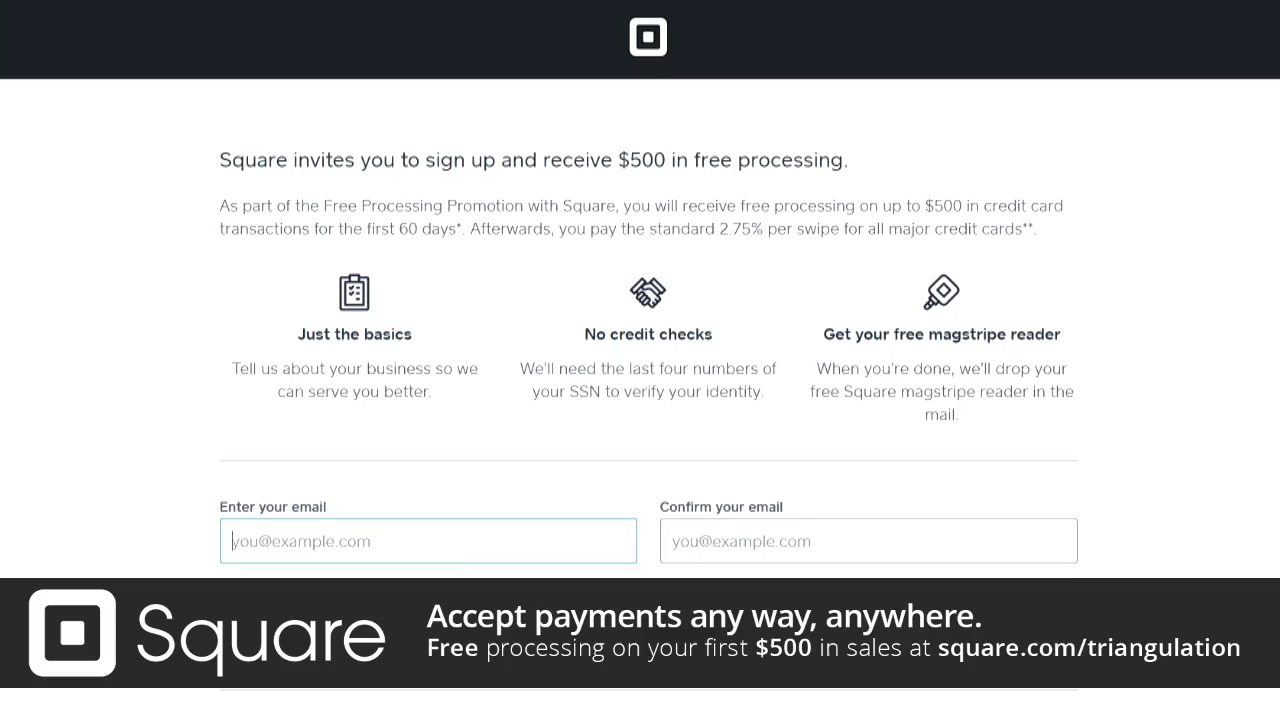 Square invites you to sign up and receive $500 in free processing.
As part of the Free Processing Promotion with Square, you will receive free processing on up to $500 in credit card
transactions for the first 60 days*. Afterwards, you pay the standard 2.75% per swipe for all major credit cards**.
Just the basics
Tell us about your business so we
can serve you better.
No credit checks
We'll need the last four numbers of
your SSN to verify your identity.
Get your free magstripe reader
When you're done, we'll drop your
free Square magstripe reader in the
mail.
Enter your email
you@example.com
Confirm your email
you@example.com
Square
Accept payments any way, anywhere.
Free processing on your first $500 in sales at square.com/triangulation